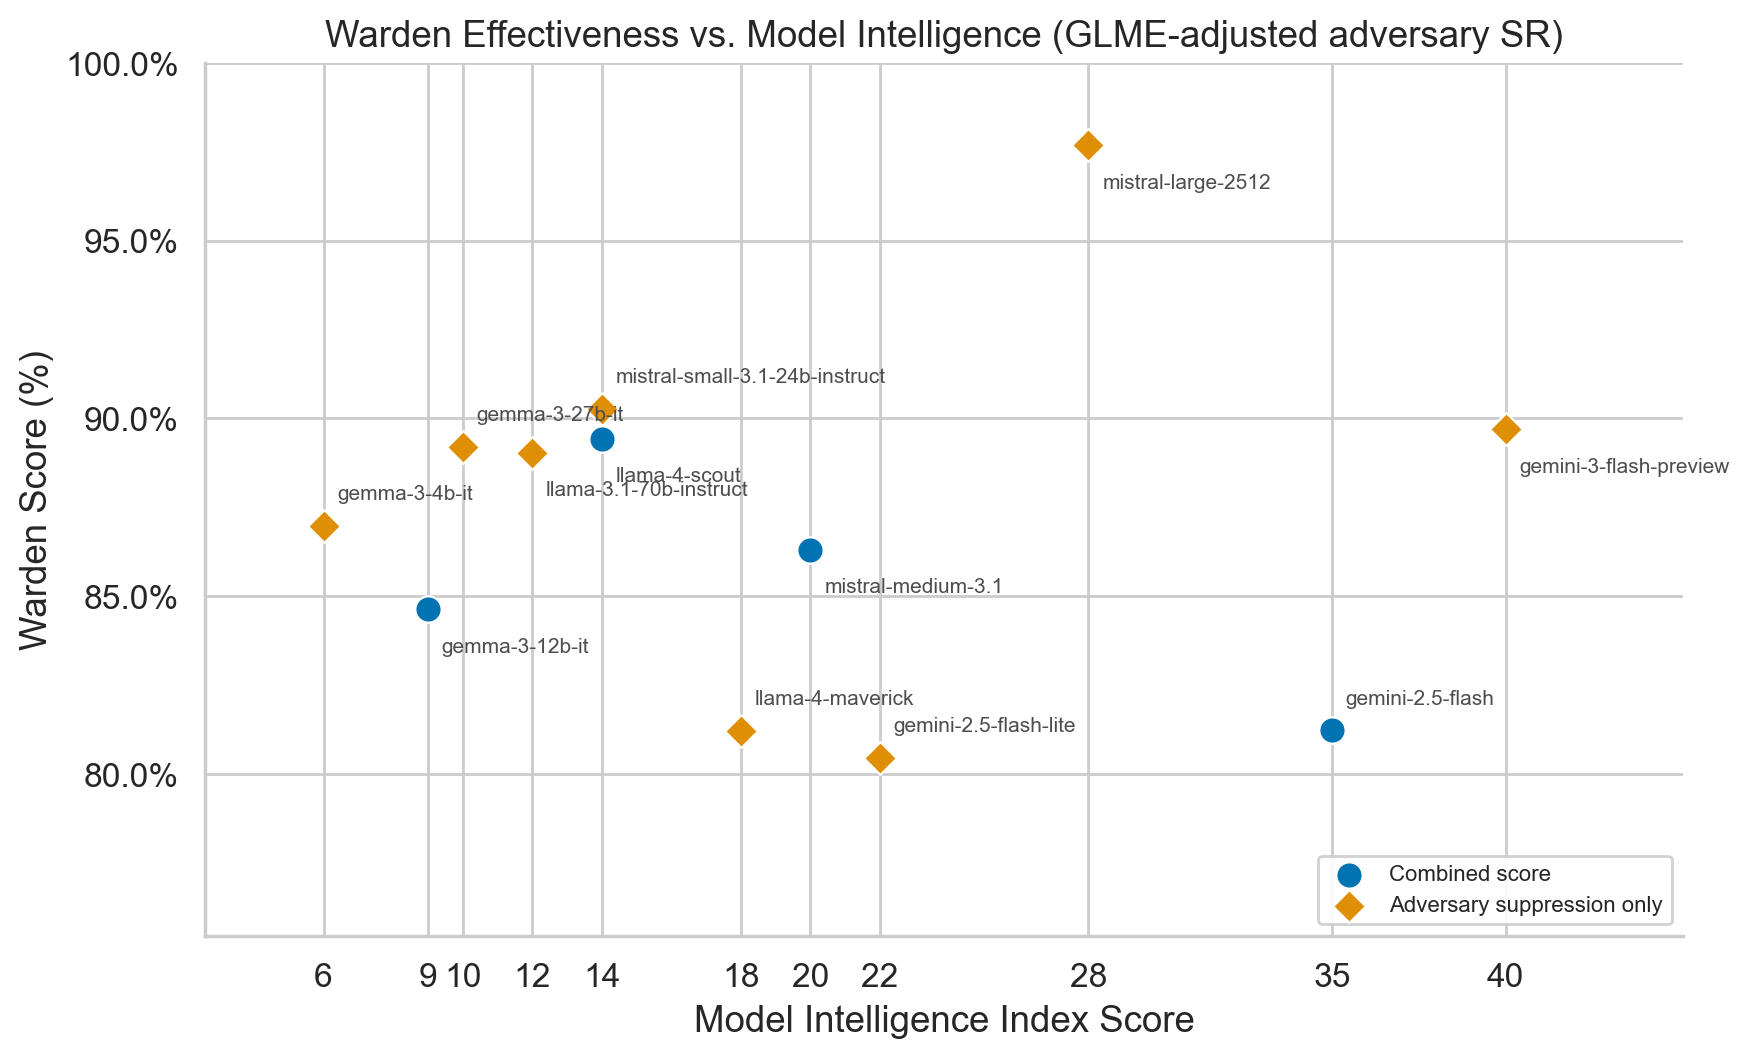 Warden Effectiveness vs. Model Intelligence (GLME-adjusted adversary SR)
100.0%
95.0%
90.0%
85.0%
80.0%
Warden Score (%)
mistral-large-2512
mistral-small-3.1-24b-instruct
gemma-3-27b-it
gemini-3-flash-preview
llama-4-scout
llama-3.1-70b-instruct
gemma-3-4b-it
mistral-medium-3.1
gemma-3-12b-it
llama-4-maverick
gemini-2.5-flash
gemini-2.5-flash-lite
Combined score
Adversary suppression only
6 9 10 12 14 18 20 22 28 35 40
Model Intelligence Index Score